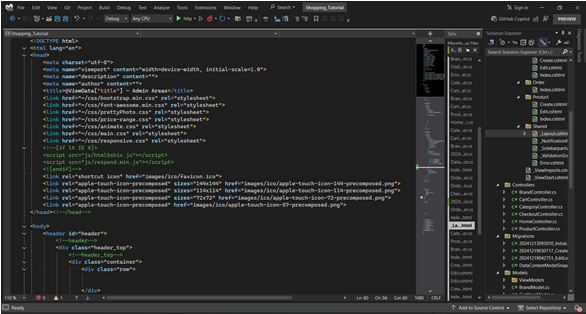 File Edit View Git Project Build Debug Test Analyze Tools Extensions Window Help Search Shopping_Tutorial
Debug Any CPU http GitHub Copilot PREVIEW
Shopping_Tutorial
<!DOCTYPE html>
<html lang="en">
<head>
<meta charset="utf-8">
<meta name="viewport" content="width=device-width, initial-scale=1.0">
<meta name="description" content="">
<meta name="author" content="">
<title>@ViewData["title"] - Admin Areas</title>
<link href="~/css/bootstrap.min.css" rel="stylesheet">
<link href="~/css/font-awesome.min.css" rel="stylesheet">
<link href="~/css/prettyPhoto.css" rel="stylesheet">
<link href="~/css/price-range.css" rel="stylesheet">
<link href="~/css/animate.css" rel="stylesheet">
<link href="~/css/main.css" rel="stylesheet">
<link href="~/css/responsive.css" rel="stylesheet">
<!--[if lt IE 9]>
<script src="js/html5shiv.js"></script>
<script src="js/respond.min.js"></script>
<![endif]-->
<link rel="shortcut icon" href="images/ico/favicon.ico">
<link rel="apple-touch-icon-precomposed" sizes="144x144" href="images/ico/apple-touch-icon-144-precomposed.png">
<link rel="apple-touch-icon-precomposed" sizes="114x114" href="images/ico/apple-touch-icon-114-precomposed.png">
<link rel="apple-touch-icon-precomposed" sizes="72x72" href="images/ico/apple-touch-icon-72-precomposed.png">
<link rel="apple-touch-icon-precomposed" href="images/ico/apple-touch-icon-57-precomposed.png">
</head><!--/head-->
<body>
<header id="header">
<!--header-->
<div class="header_top">
<!--header_top-->
<div class="container">
<div class="row">
</div>
110 % 0 1 Ln: 80 Ch: 56 Col: 80 TABS CRLF
Tabs
Solution Explorer
Search Solution Explorer (Ctrl+;)
Create.cshtml
Edit.cshtml
Index.cshtml
Order
Index.cshtml
Product
Create.cshtml
Edit.cshtml
Index.cshtml
Shared
_Layout.cshtml
_ViewImports.csh
_ViewStart.cshtml
Controllers
BrandController.cs
CartController.cs
CategoryController.cs
CheckoutController.cs
HomeController.cs
ProductController.cs
Migrations
DataContextModelSnap
Models
ViewModels
BrandModel.cs
Diagnostic Tools
Ready Add to Source Control Select Repository